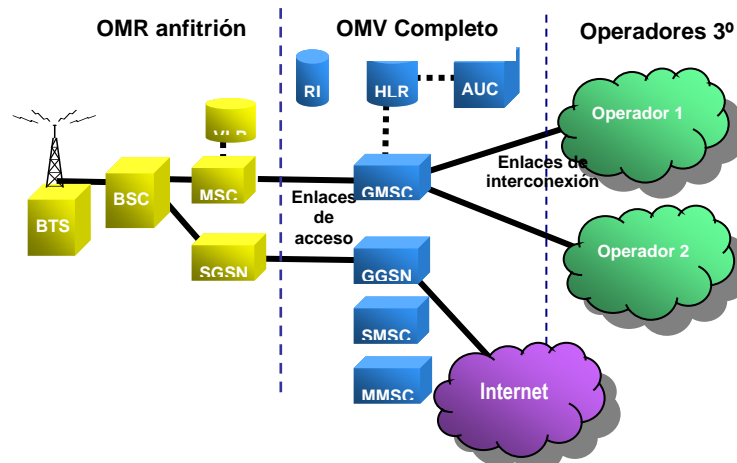 OMR anfitrión
OMV Completo
Operadores 3º
RI
HLR
AUC
Operador 1
VLR
MSC
BSC
BTS
SGSN
Enlaces
de
acceso
GMSC
Enlaces de
interconexión
GGSN
SMSC
MMSC
Operador 2
Internet